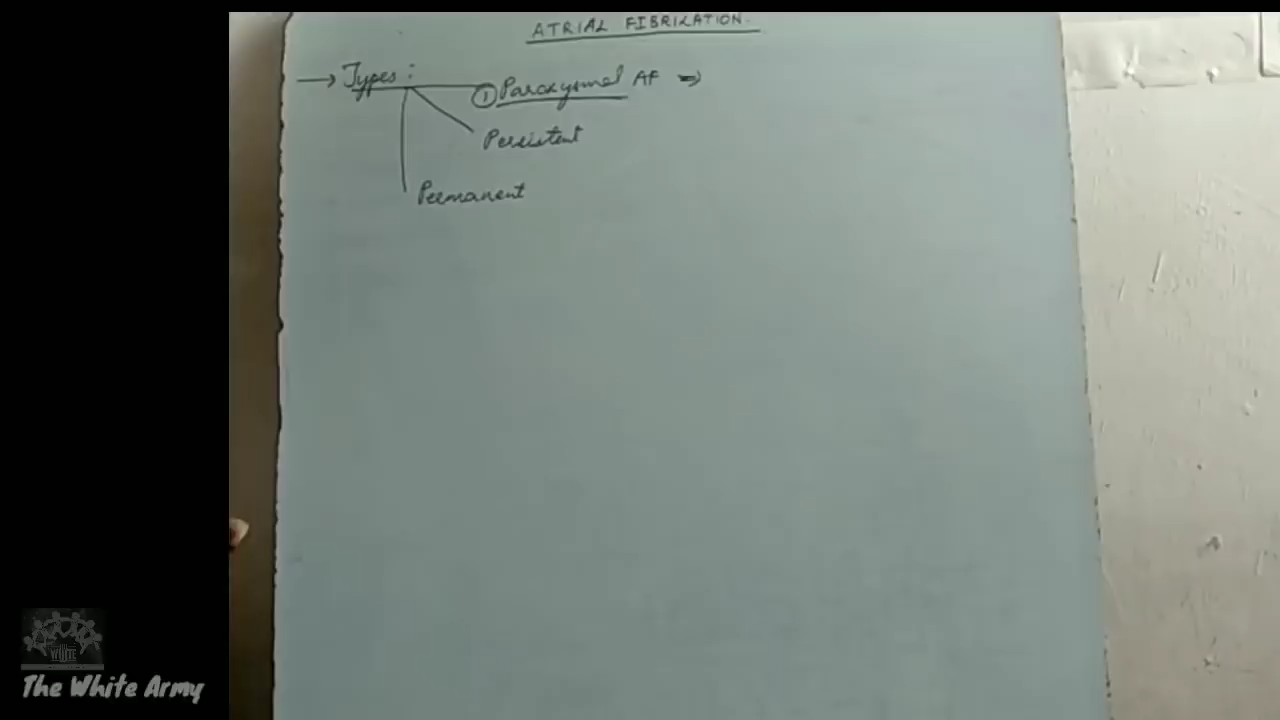 ATRIAL FIBRILATION.
→ Types :
① Paroxysmal AF ⇒
Persistent
Permanent
The White Army